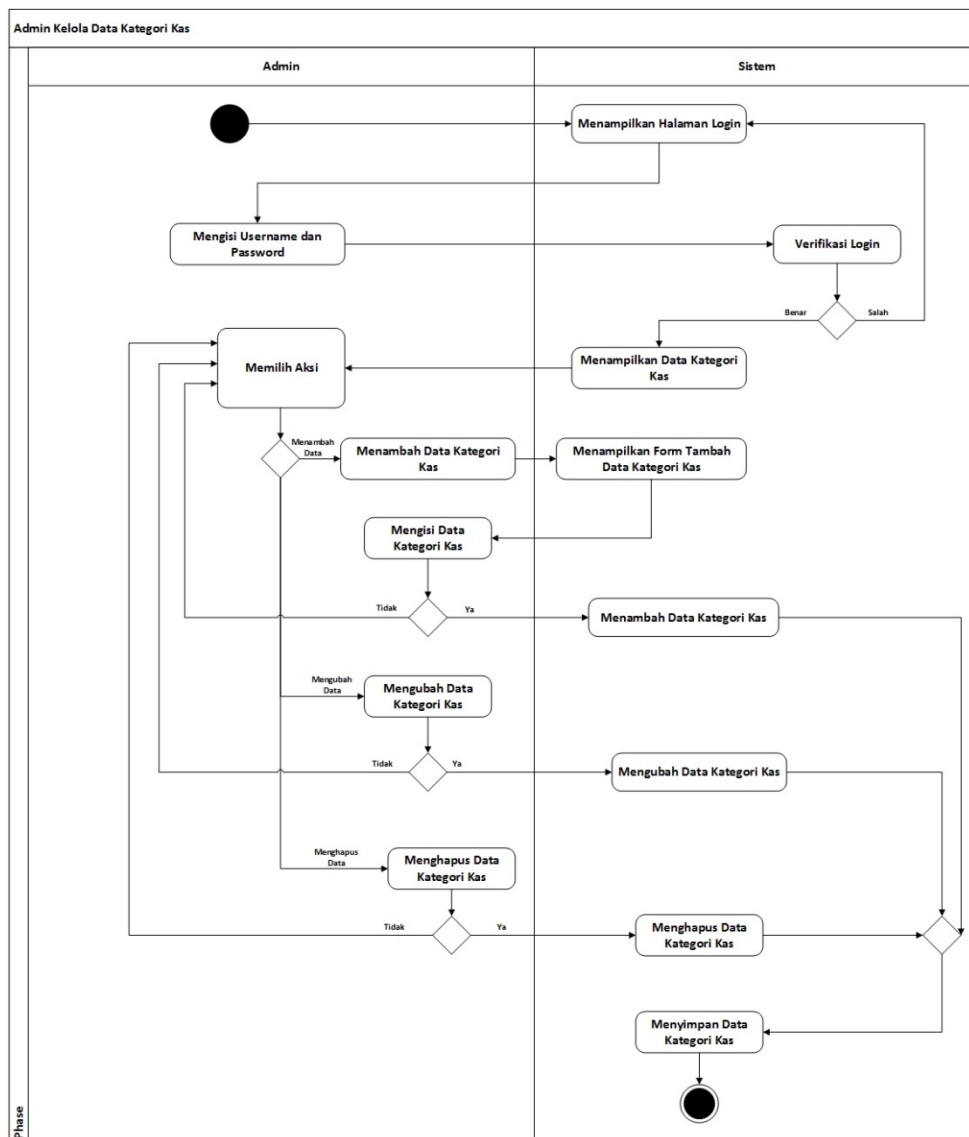 Admin Kelola Data Kategori Kas
Admin
Sistem
Menampilkan Halaman Login
Mengisi Username dan
Password
Verifikasi Login
Benar
Salah
Memilih Aksi
Menampilkan Data Kategori
Kas
Menambah
Data
Menambah Data Kategori
Kas
Menampilkan Form Tambah
Data Kategori Kas
Mengisi Data
Kategori Kas
Tidak
Ya
Menambah Data Kategori Kas
Mengubah
Data
Mengubah Data
Kategori Kas
Tidak
Ya
Mengubah Data Kategori Kas
Menghapus
Data
Menghapus Data
Kategori Kas
Tidak
Ya
Menghapus Data
Kategori Kas
Menyimpan Data
Kategori Kas
Phase